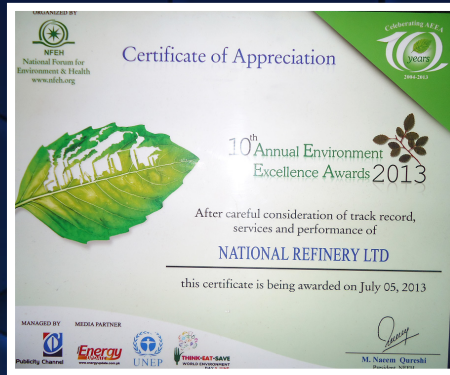 ORGANIZED BY
NFEH
National Forum for
Environment & Health
www.nfeh.org
Certificate of Appreciation
Celebrating AEEA
10 years
2004-2013
10th Annual Environment
Excellence Awards 2013
After careful consideration of track record,
services and performance of
NATIONAL REFINERY LTD
this certificate is being awarded on July 05, 2013
MANAGED BY
Publicity Channel
MEDIA PARTNER
Energy
UNEP
THINK·EAT·SAVE
M. Naeem Qureshi
President NFEH